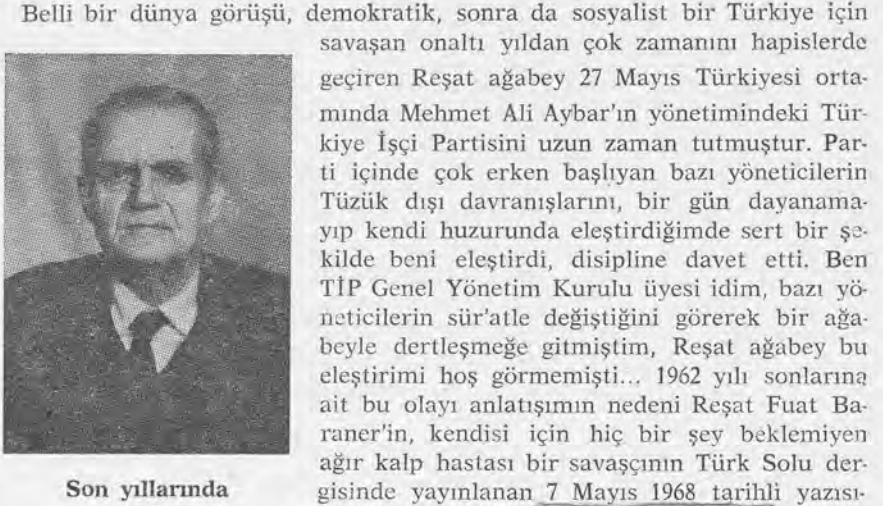 Belli bir dünya görüşü, demokratik, sonra da sosyalist bir Türkiye için
savaşan onaltı yıldan çok zamanını hapislerde
geçiren Reşat ağabey 27 Mayıs Türkiyesi orta-
mında Mehmet Ali Aybar'ın yönetimindeki Tür-
kiye İşçi Partisini uzun zaman tutmuştur. Par-
ti içinde çok erken başlıyan bazı yöneticilerin
Tüzük dışı davranışlarını, bir gün dayanama-
yıp kendi huzurunda eleştirdiğimde sert bir şe-
kilde beni eleştirdi, disipline davet etti. Ben
TİP Genel Yönetim Kurulu üyesi idim, bazı yö-
neticilerin sür'atle değiştiğini görerek bir ağa-
beyle dertleşmeğe gitmiştim, Reşat ağabey bu
eleştirimi hoş görmemişti... 1962 yılı sonlarına
ait bu olayı anlatışımın nedeni Reşat Fuat Ba-
raner'in, kendisi için hiç bir şey beklemiyen
ağır kalp hastası bir savaşçının Türk Solu der-
gisinde yayınlanan 7 Mayıs 1968 tarihli yazısı-
Son yıllarında